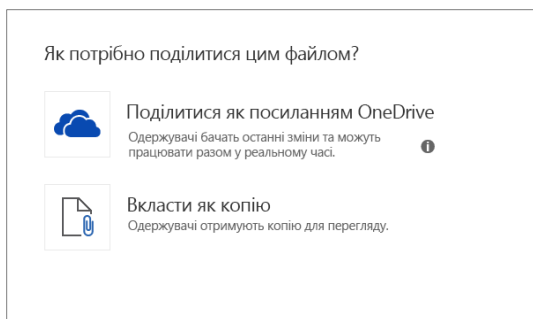 Як потрібно поділитися цим файлом?
Поділитися як посиланням OneDrive
Одержувачі бачать останні зміни та можуть
працювати разом у реальному часі.
Вкласти як копію
Одержувачі отримують копію для перегляду.